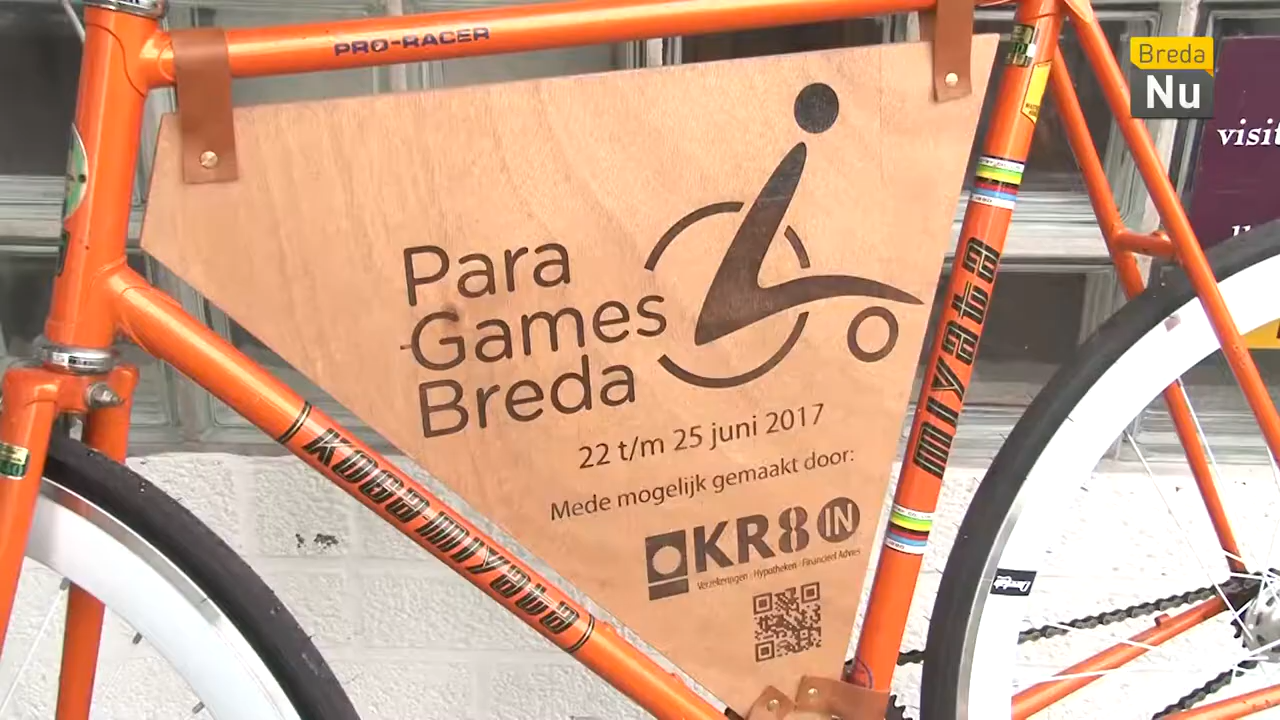 PRO-RACER
Breda
Nu
visit
Para
Games
Breda
22 t/m 25 juni 2017
Mede mogelijk gemaakt door:
KR8 IN
Verzekeringen · Hypotheken · Financieel Advies
KOGA-MIYATA
MIYATA